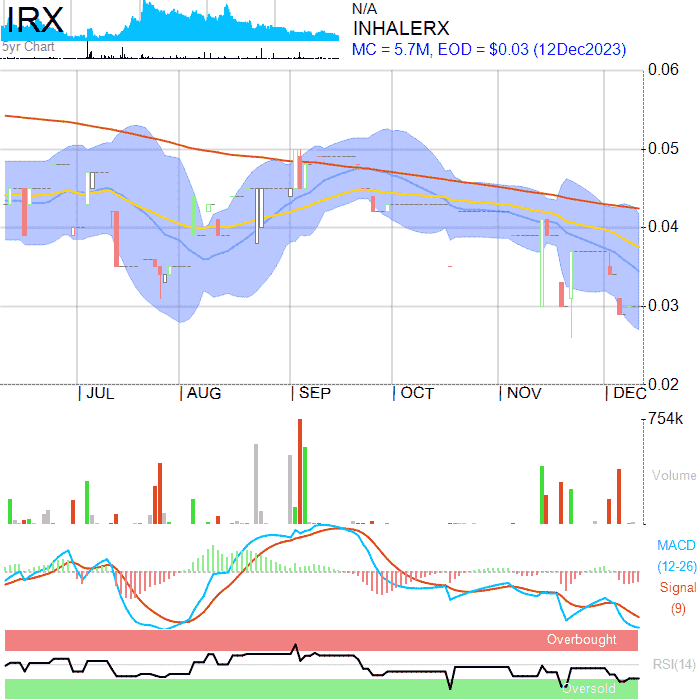 IRX
5yr Chart
N/A
INHALERX
MC = 5.7M, EOD = $0.03 (12Dec2023)
0.06
0.05
0.04
0.03
0.02
JUL
AUG
SEP
OCT
NOV
DEC
754k
Volume
MACD
(12-26)
Signal
(9)
Overbought
RSI(14)
Oversold